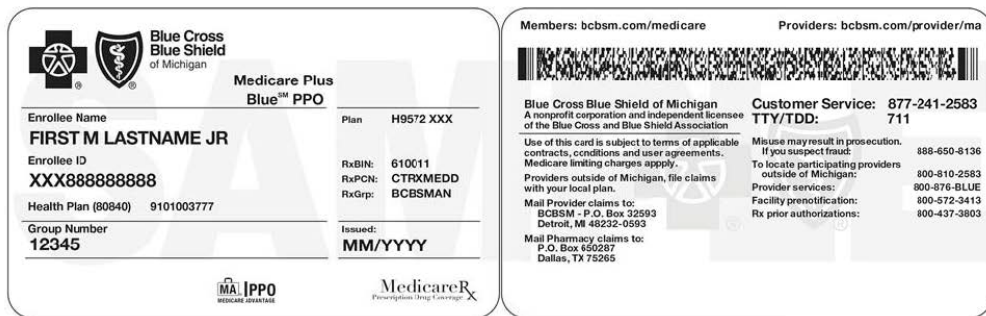 Blue Cross
Blue Shield
of Michigan
Medicare Plus
Blue℠ PPO
Enrollee Name
FIRST M LASTNAME JR
Enrollee ID
XXX888888888
Health Plan (80840) 9101003777
Group Number
12345
Plan H9572 XXX
RxBIN: 610011
RxPCN: CTRXMEDD
RxGrp: BCBSMAN
Issued:
MM/YYYY
MA PPO
MEDICARE ADVANTAGE
MedicareRx
Prescription Drug Coverage
Members: bcbsm.com/medicare Providers: bcbsm.com/provider/ma
Blue Cross Blue Shield of Michigan
A nonprofit corporation and independent licensee
of the Blue Cross and Blue Shield Association
Use of this card is subject to terms of applicable
contracts, conditions and user agreements.
Medicare limiting charges appply.
Providers outside of Michigan, file claims
with your local plan.
Mail Provider claims to:
BCBSM - P.O. Box 32593
Detroit, MI 48232-0593
Mail Pharmacy claims to:
P.O. Box 650287
Dallas, TX 75265
Customer Service: 877-241-2583
TTY/TDD: 711
Misuse may result in prosecution.
If you suspect fraud: 888-650-8136
To locate participating providers
outside of Michigan: 800-810-2583
Provider services: 800-876-BLUE
Facility prenotification: 800-572-3413
Rx prior authorizations: 800-437-3803
SAMPLE